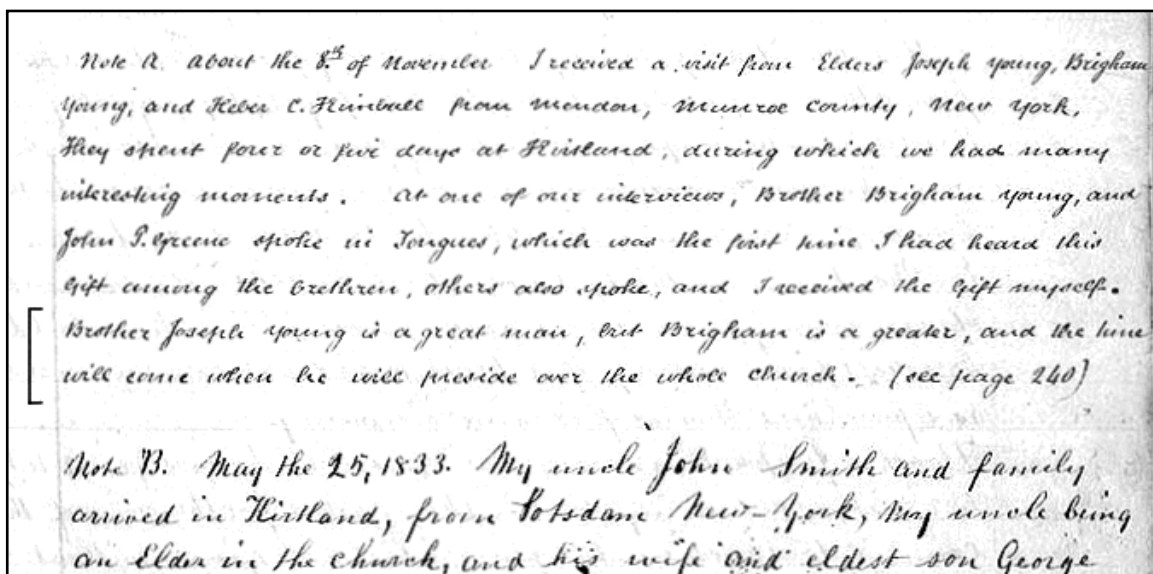 Note A. About the 8.th of November I received a visit from Elders Joseph Young, Brigham
Young, and Heber C. Kimball from Mendon, Munroe County, New York.
They spent four or five days at Kirtland, during which we had many
interesting moments. At one of our interviews, Brother Brigham Young, and
John P. Greene spoke in Tongues, which was the first time I had heard this
gift among the brethren, others also spoke, and I received the gift myself.
Brother Joseph Young is a great man, but Brigham is a greater, and the time
will come when he will preside over the whole church. (see page 240)
Note B. May the 25, 1833. My uncle John Smith and family
arrived in Kirtland, from Potsdam New-York, My uncle being
an Elder in the church, and his wife and eldest son George